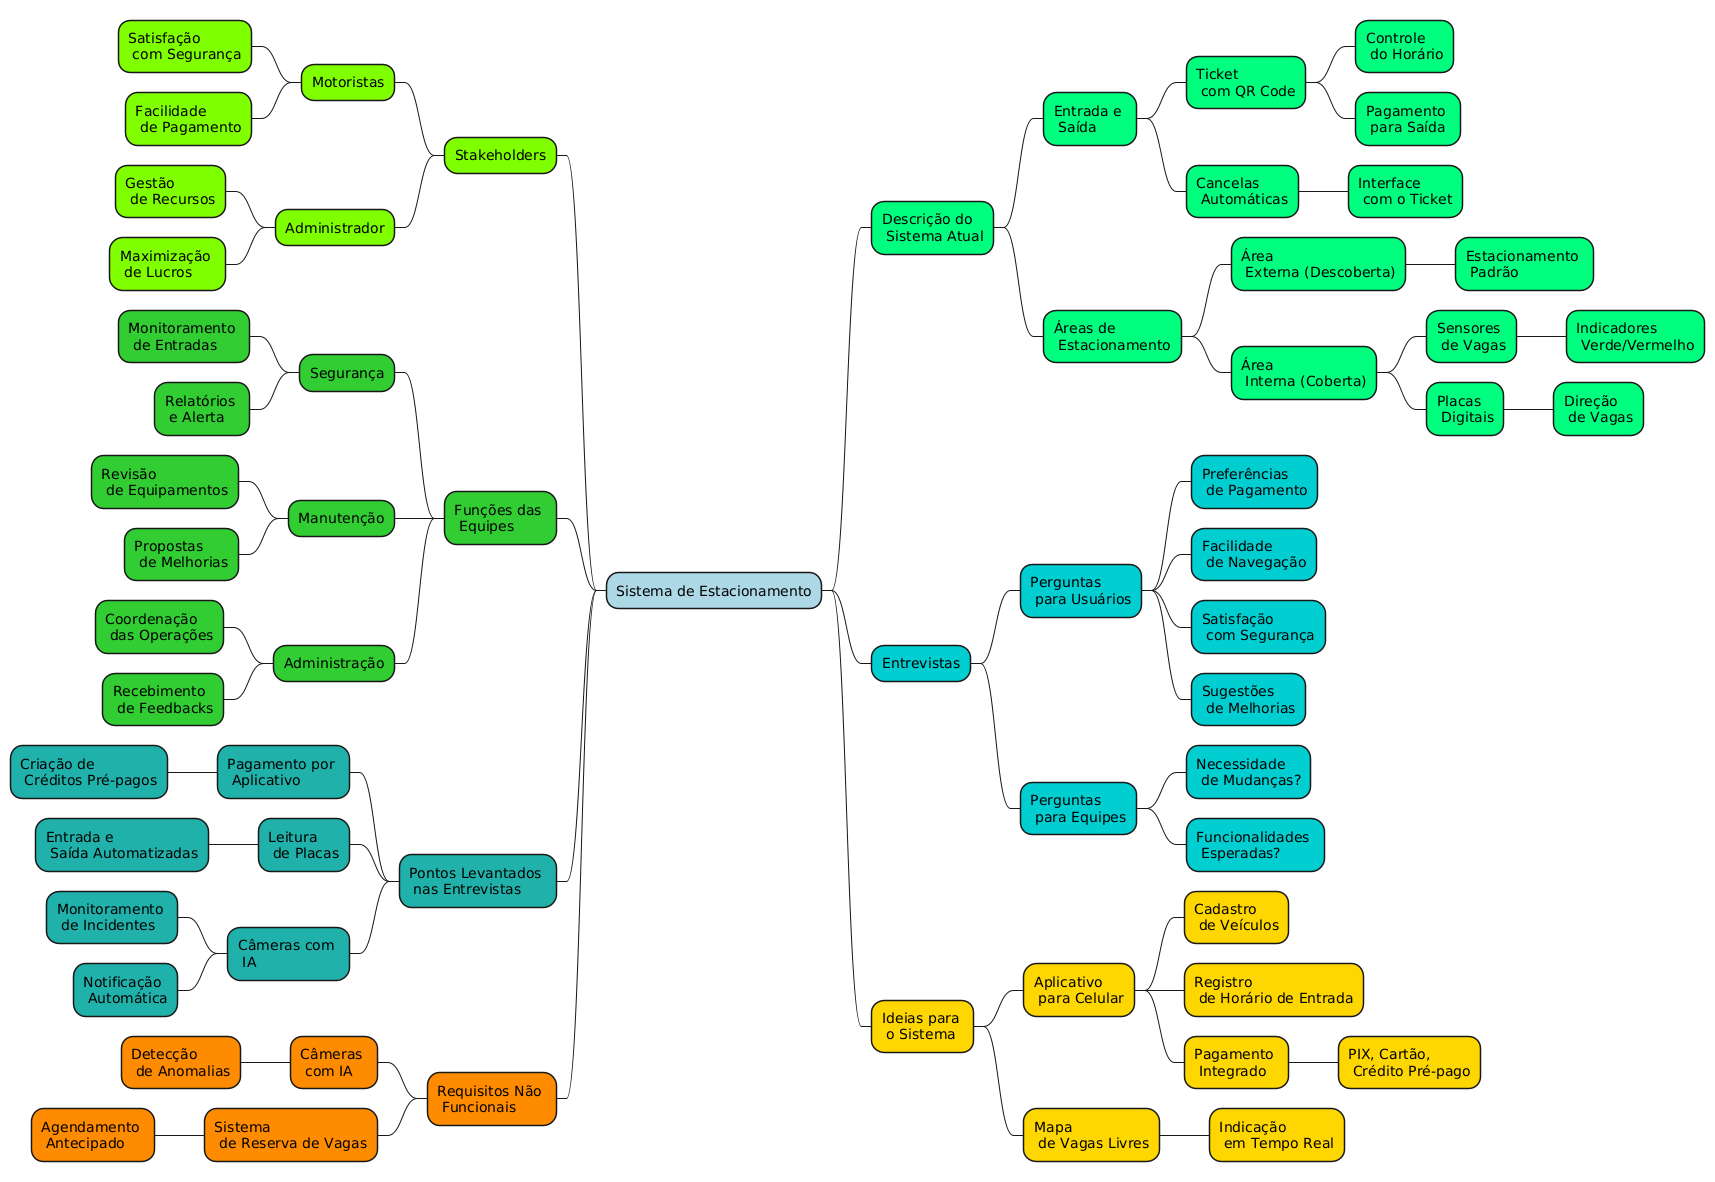 Sistema de Estacionamento
Descrição do
Sistema Atual
Entrada e
Saída
Ticket
com QR Code
Controle
do Horário
Pagamento
para Saída
Cancelas
Automáticas
Interface
com o Ticket
Áreas de
Estacionamento
Área
Externa (Descoberta)
Estacionamento
Padrão
Área
Interna (Coberta)
Sensores
de Vagas
Indicadores
Verde/Vermelho
Placas
Digitais
Direção
de Vagas
Entrevistas
Perguntas
para Usuários
Preferências
de Pagamento
Facilidade
de Navegação
Satisfação
com Segurança
Sugestões
de Melhorias
Perguntas
para Equipes
Necessidade
de Mudanças?
Funcionalidades
Esperadas?
Ideias para
o Sistema
Aplicativo
para Celular
Cadastro
de Veículos
Registro
de Horário de Entrada
Pagamento
Integrado
PIX, Cartão,
Crédito Pré-pago
Mapa
de Vagas Livres
Indicação
em Tempo Real
Stakeholders
Motoristas
Satisfação
com Segurança
Facilidade
de Pagamento
Administrador
Gestão
de Recursos
Maximização
de Lucros
Funções das
Equipes
Segurança
Monitoramento
de Entradas
Relatórios
e Alerta
Manutenção
Revisão
de Equipamentos
Propostas
de Melhorias
Administração
Coordenação
das Operações
Recebimento
de Feedbacks
Pontos Levantados
nas Entrevistas
Pagamento por
Aplicativo
Criação de
Créditos Pré-pagos
Leitura
de Placas
Entrada e
Saída Automatizadas
Câmeras com
IA
Monitoramento
de Incidentes
Notificação
Automática
Requisitos Não
Funcionais
Câmeras
com IA
Detecção
de Anomalias
Sistema
de Reserva de Vagas
Agendamento
Antecipado